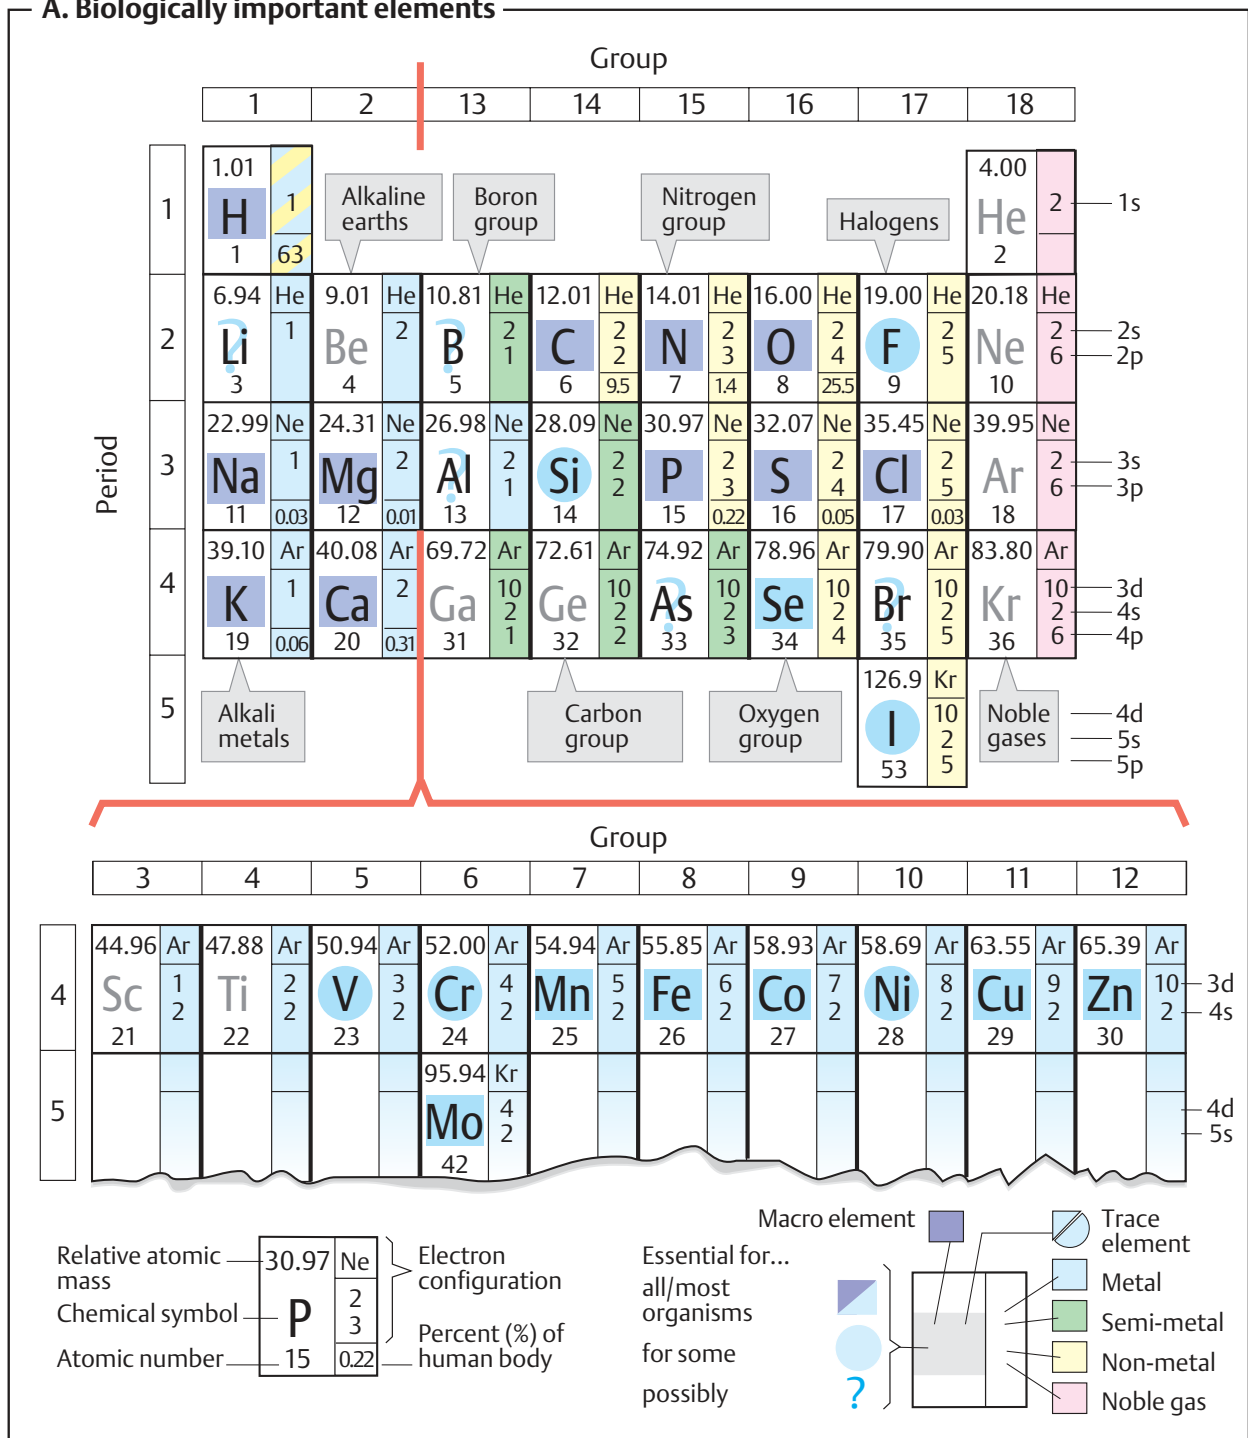 A. Biologically important elements
Group
1 2 13 14 15 16 17 18
Period
1
1.01 4.00
H 1 He 2 1s
1 63 2
Alkaline earths
Boron group
Nitrogen group
Halogens
2
6.94 He 9.01 He 10.81 He 12.01 He 14.01 He 16.00 He 19.00 He 20.18 He
Li 1 Be 2 ? B 2 1 C 2 2 N 2 3 O 2 4 F 2 5 Ne 2 6 2s 2p
?
3 4 5 6 9.5 7 1.4 8 25.5 9 10
3
22.99 Ne 24.31 Ne 26.98 Ne 28.09 Ne 30.97 Ne 32.07 Ne 35.45 Ne 39.95 Ne
Na 1 Mg 2 ? Al 2 1 Si 2 2 P 2 3 S 2 4 Cl 2 5 Ar 2 6 3s 3p
11 0.03 12 0.01 13 14 15 0.22 16 0.05 17 0.03 18
4
39.10 Ar 40.08 Ar 69.72 Ar 72.61 Ar 74.92 Ar 78.96 Ar 79.90 Ar 83.80 Ar
K 1 Ca 2 Ga 10 2 1 Ge 10 2 2 ? As 10 2 3 Se 10 2 4 ? Br 10 2 5 Kr 10 2 6 3d 4s 4p
19 0.06 20 0.31 31 32 33 34 35 36
5
126.9 Kr
I 10 2 5 4d 5s 5p
53
Alkali metals
Carbon group
Oxygen group
Noble gases
Group
3 4 5 6 7 8 9 10 11 12
4
44.96 Ar 47.88 Ar 50.94 Ar 52.00 Ar 54.94 Ar 55.85 Ar 58.93 Ar 58.69 Ar 63.55 Ar 65.39 Ar
Sc 1 2 Ti 2 2 V 3 2 Cr 4 2 Mn 5 2 Fe 6 2 Co 7 2 Ni 8 2 Cu 9 2 Zn 10 2 3d 4s
21 22 23 24 25 26 27 28 29 30
5
95.94 Kr
Mo 4 2 4d 5s
42
Relative atomic mass
Chemical symbol
Atomic number
30.97 Ne
P 2 3
15 0.22
Electron configuration
Percent (%) of human body
Essential for...
all/most organisms
for some
possibly ?
Macro element
Trace element
Metal
Semi-metal
Non-metal
Noble gas